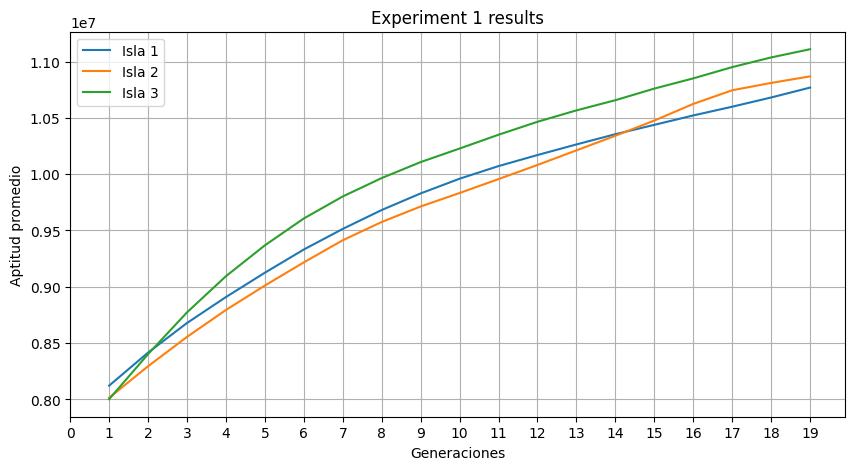 Experiment 1 results
1e7
Isla 1
Isla 2
Isla 3
1.10
1.05
1.00
0.95
0.90
0.85
0.80
Aptitud promedio
0 1 2 3 4 5 6 7 8 9 10 11 12 13 14 15 16 17 18 19
Generaciones